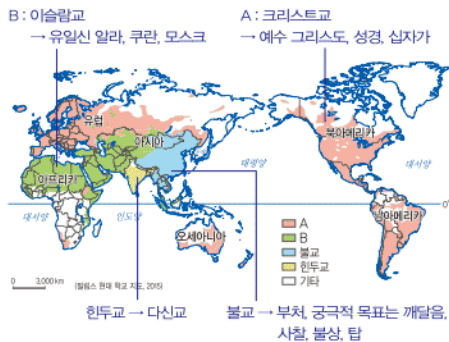 B : 이슬람교
→ 유일신 알라, 쿠란, 모스크
A : 크리스트교
→ 예수 그리스도, 성경, 십자가
유럽
아시아
북아메리카
아프리카
태평양
대서양
대서양
인도양
오세아니아
남아메리카
0°
A
B
불교
힌두교
기타
0 3,000 km
(필립스 현대 학교 지도, 2015)
힌두교 → 다신교
불교 → 부처, 궁극적 목표는 깨달음,
사찰, 불상, 탑